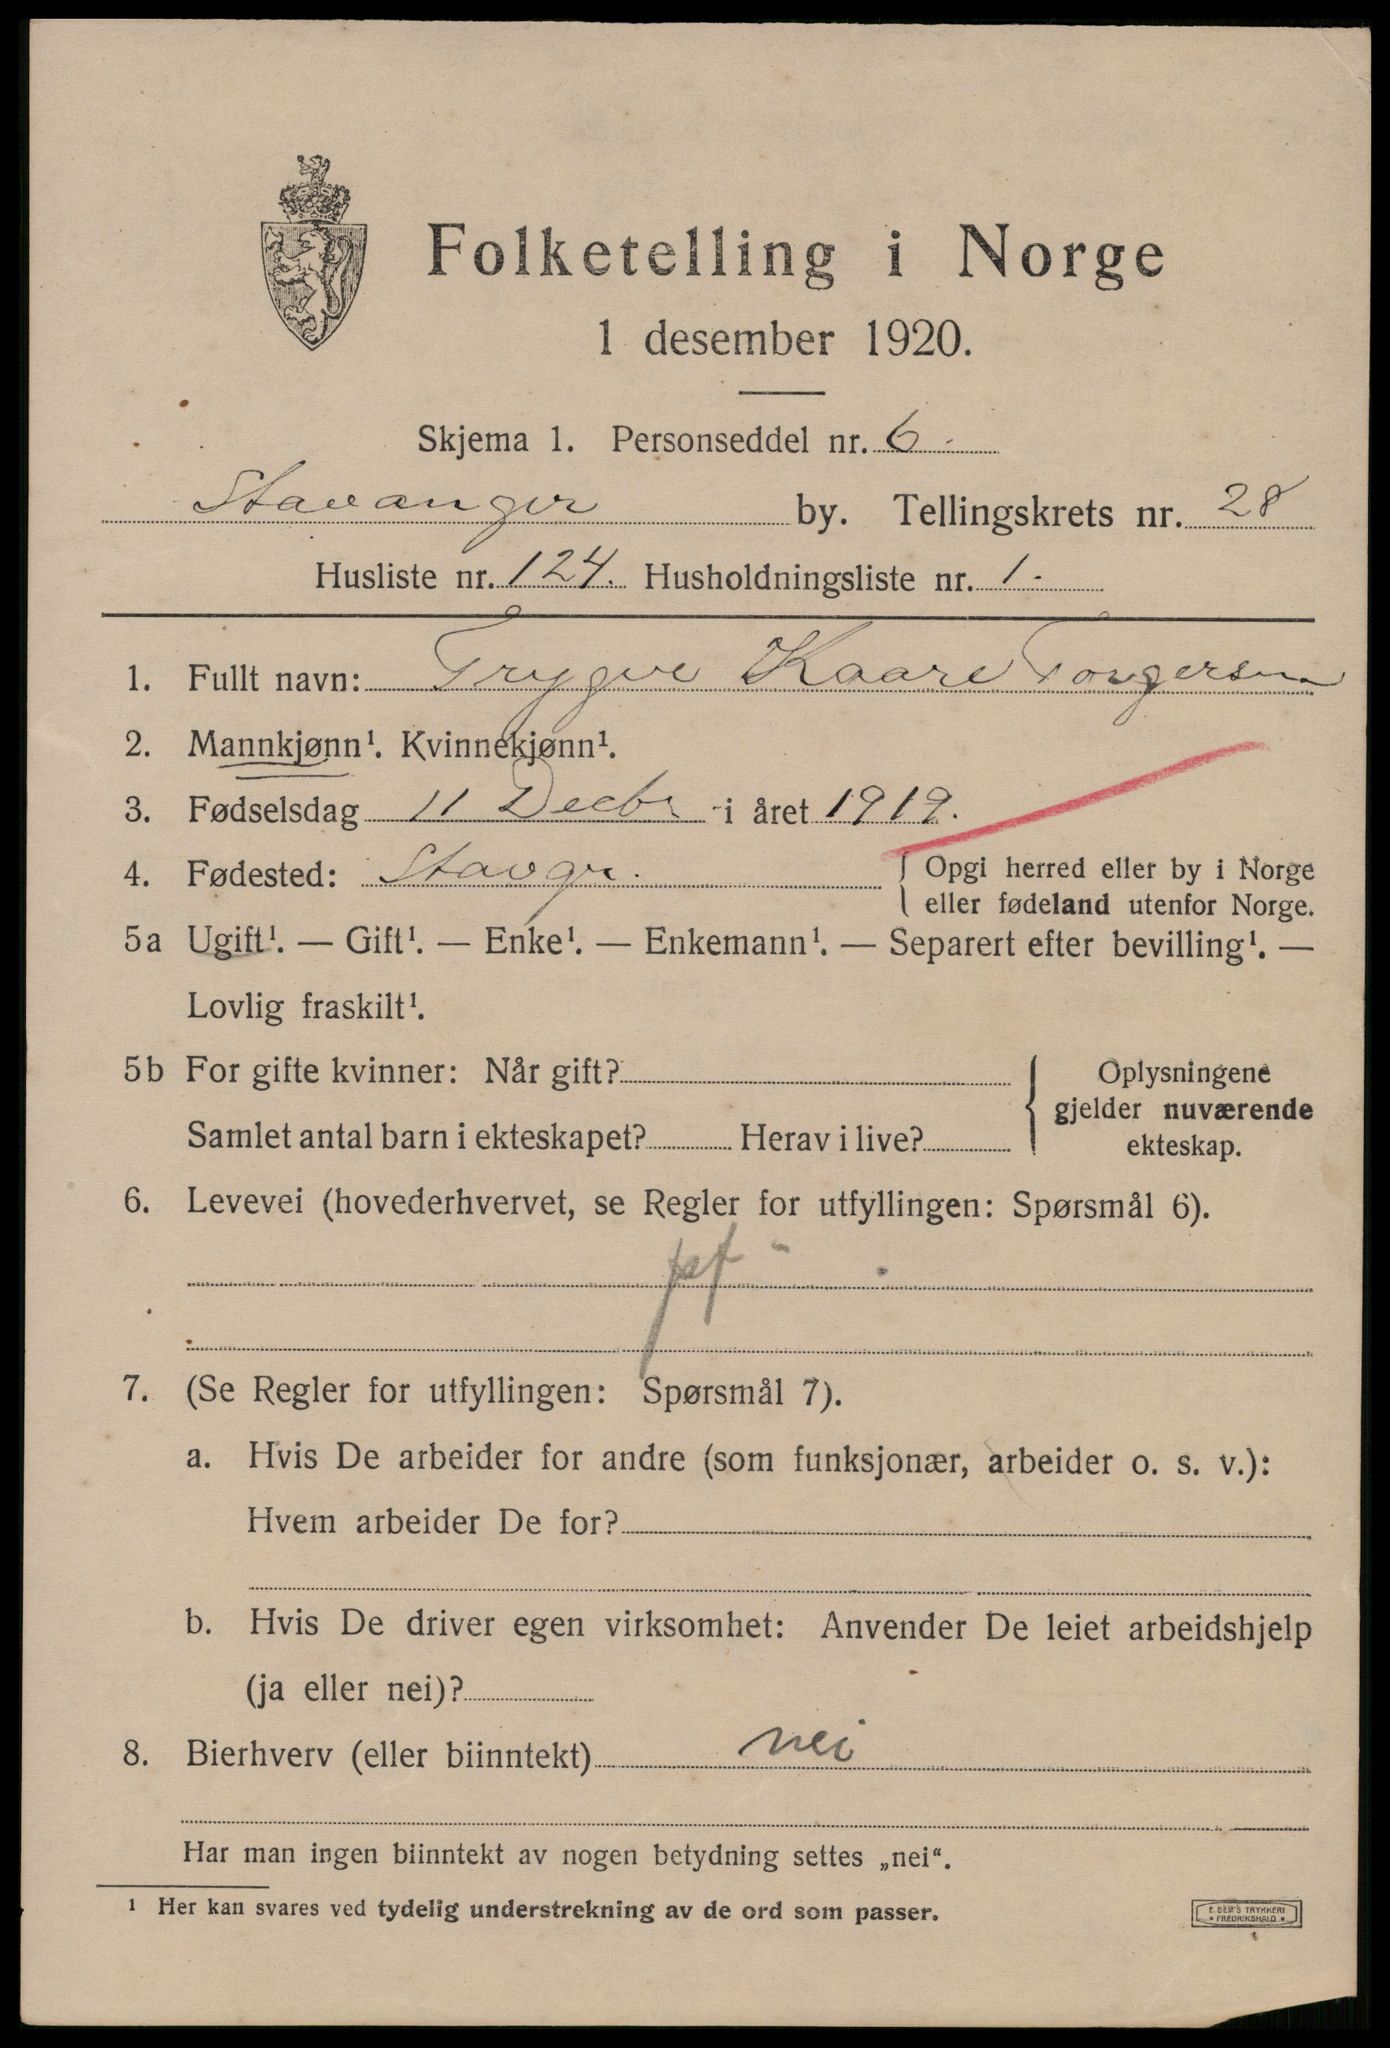 Folketelling i Norge
1 desember 1920.
Skjema 1. Personseddel nr. 6.
Stavanger by. Tellingskrets nr. 28
Husliste nr. 124. Husholdningsliste nr. 1.
1. Fullt navn: Trygve Kaare Torgersen
2. Mannkjønn¹. Kvinnekjønn¹.
3. Fødselsdag 11 Decbr i året 1919.
4. Fødested: Stavgr. { Opgi herred eller by i Norge
eller fødeland utenfor Norge.
5a Ugift¹. — Gift¹. — Enke¹. — Enkemann¹. — Separert efter bevilling¹. —
Lovlig fraskilt¹.
5b For gifte kvinner: Når gift? { Oplysningene
gjelder nuværende
Samlet antal barn i ekteskapet? Herav i live? ekteskap.
6. Levevei (hovederhvervet, se Regler for utfyllingen: Spørsmål 6).
7. (Se Regler for utfyllingen: Spørsmål 7).
a. Hvis De arbeider for andre (som funksjonær, arbeider o. s. v.):
Hvem arbeider De for?
b. Hvis De driver egen virksomhet: Anvender De leiet arbeidshjelp
(ja eller nei)?
8. Bierhverv (eller biinntekt) nei
Har man ingen biinntekt av nogen betydning settes „nei“.
¹ Her kan svares ved tydelig understrekning av de ord som passer.
E. SEM'S TRYKKERI
• FREDRIKSHALD •